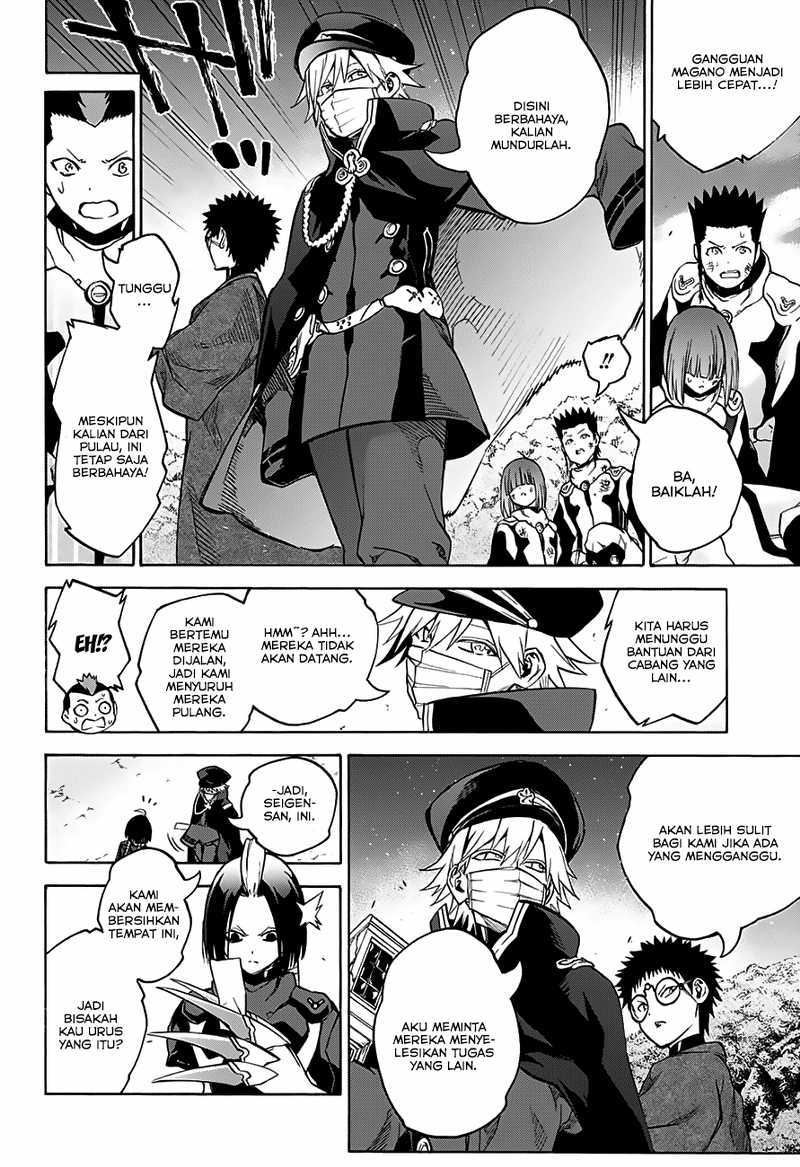 GANGGUAN
MAGANO MENJADI
LEBIH CEPAT...!
BA,
BAIKLAH!
DISINI
BERBAHAYA,
KALIAN
MUNDURLAH.
!!
TUNGGU
...
MESKIPUN
KALIAN DARI
PULAU, INI
TETAP SAJA
BERBAHAYA!
KITA HARUS
MENUNGGU
BANTUAN DARI
CABANG YANG
LAIN...
HMM~? AHH...
MEREKA TIDAK
AKAN DATANG.
KAMI
BERTEMU
MEREKA
DIJALAN,
JADI KAMI
MENYURUH
MEREKA
PULANG.
EH!?
AKAN LEBIH SULIT
BAGI KAMI JIKA ADA
YANG MENGGANGGU.
AKU MEMINTA
MEREKA MENYE-
LESIKAN TUGAS
YANG LAIN.
-JADI,
SEIGEN-
SAN, INI.
KAMI
AKAN MEM-
BERSIHKAN
TEMPAT INI,
JADI
BISAKAH
KAU URUS
YANG ITU?